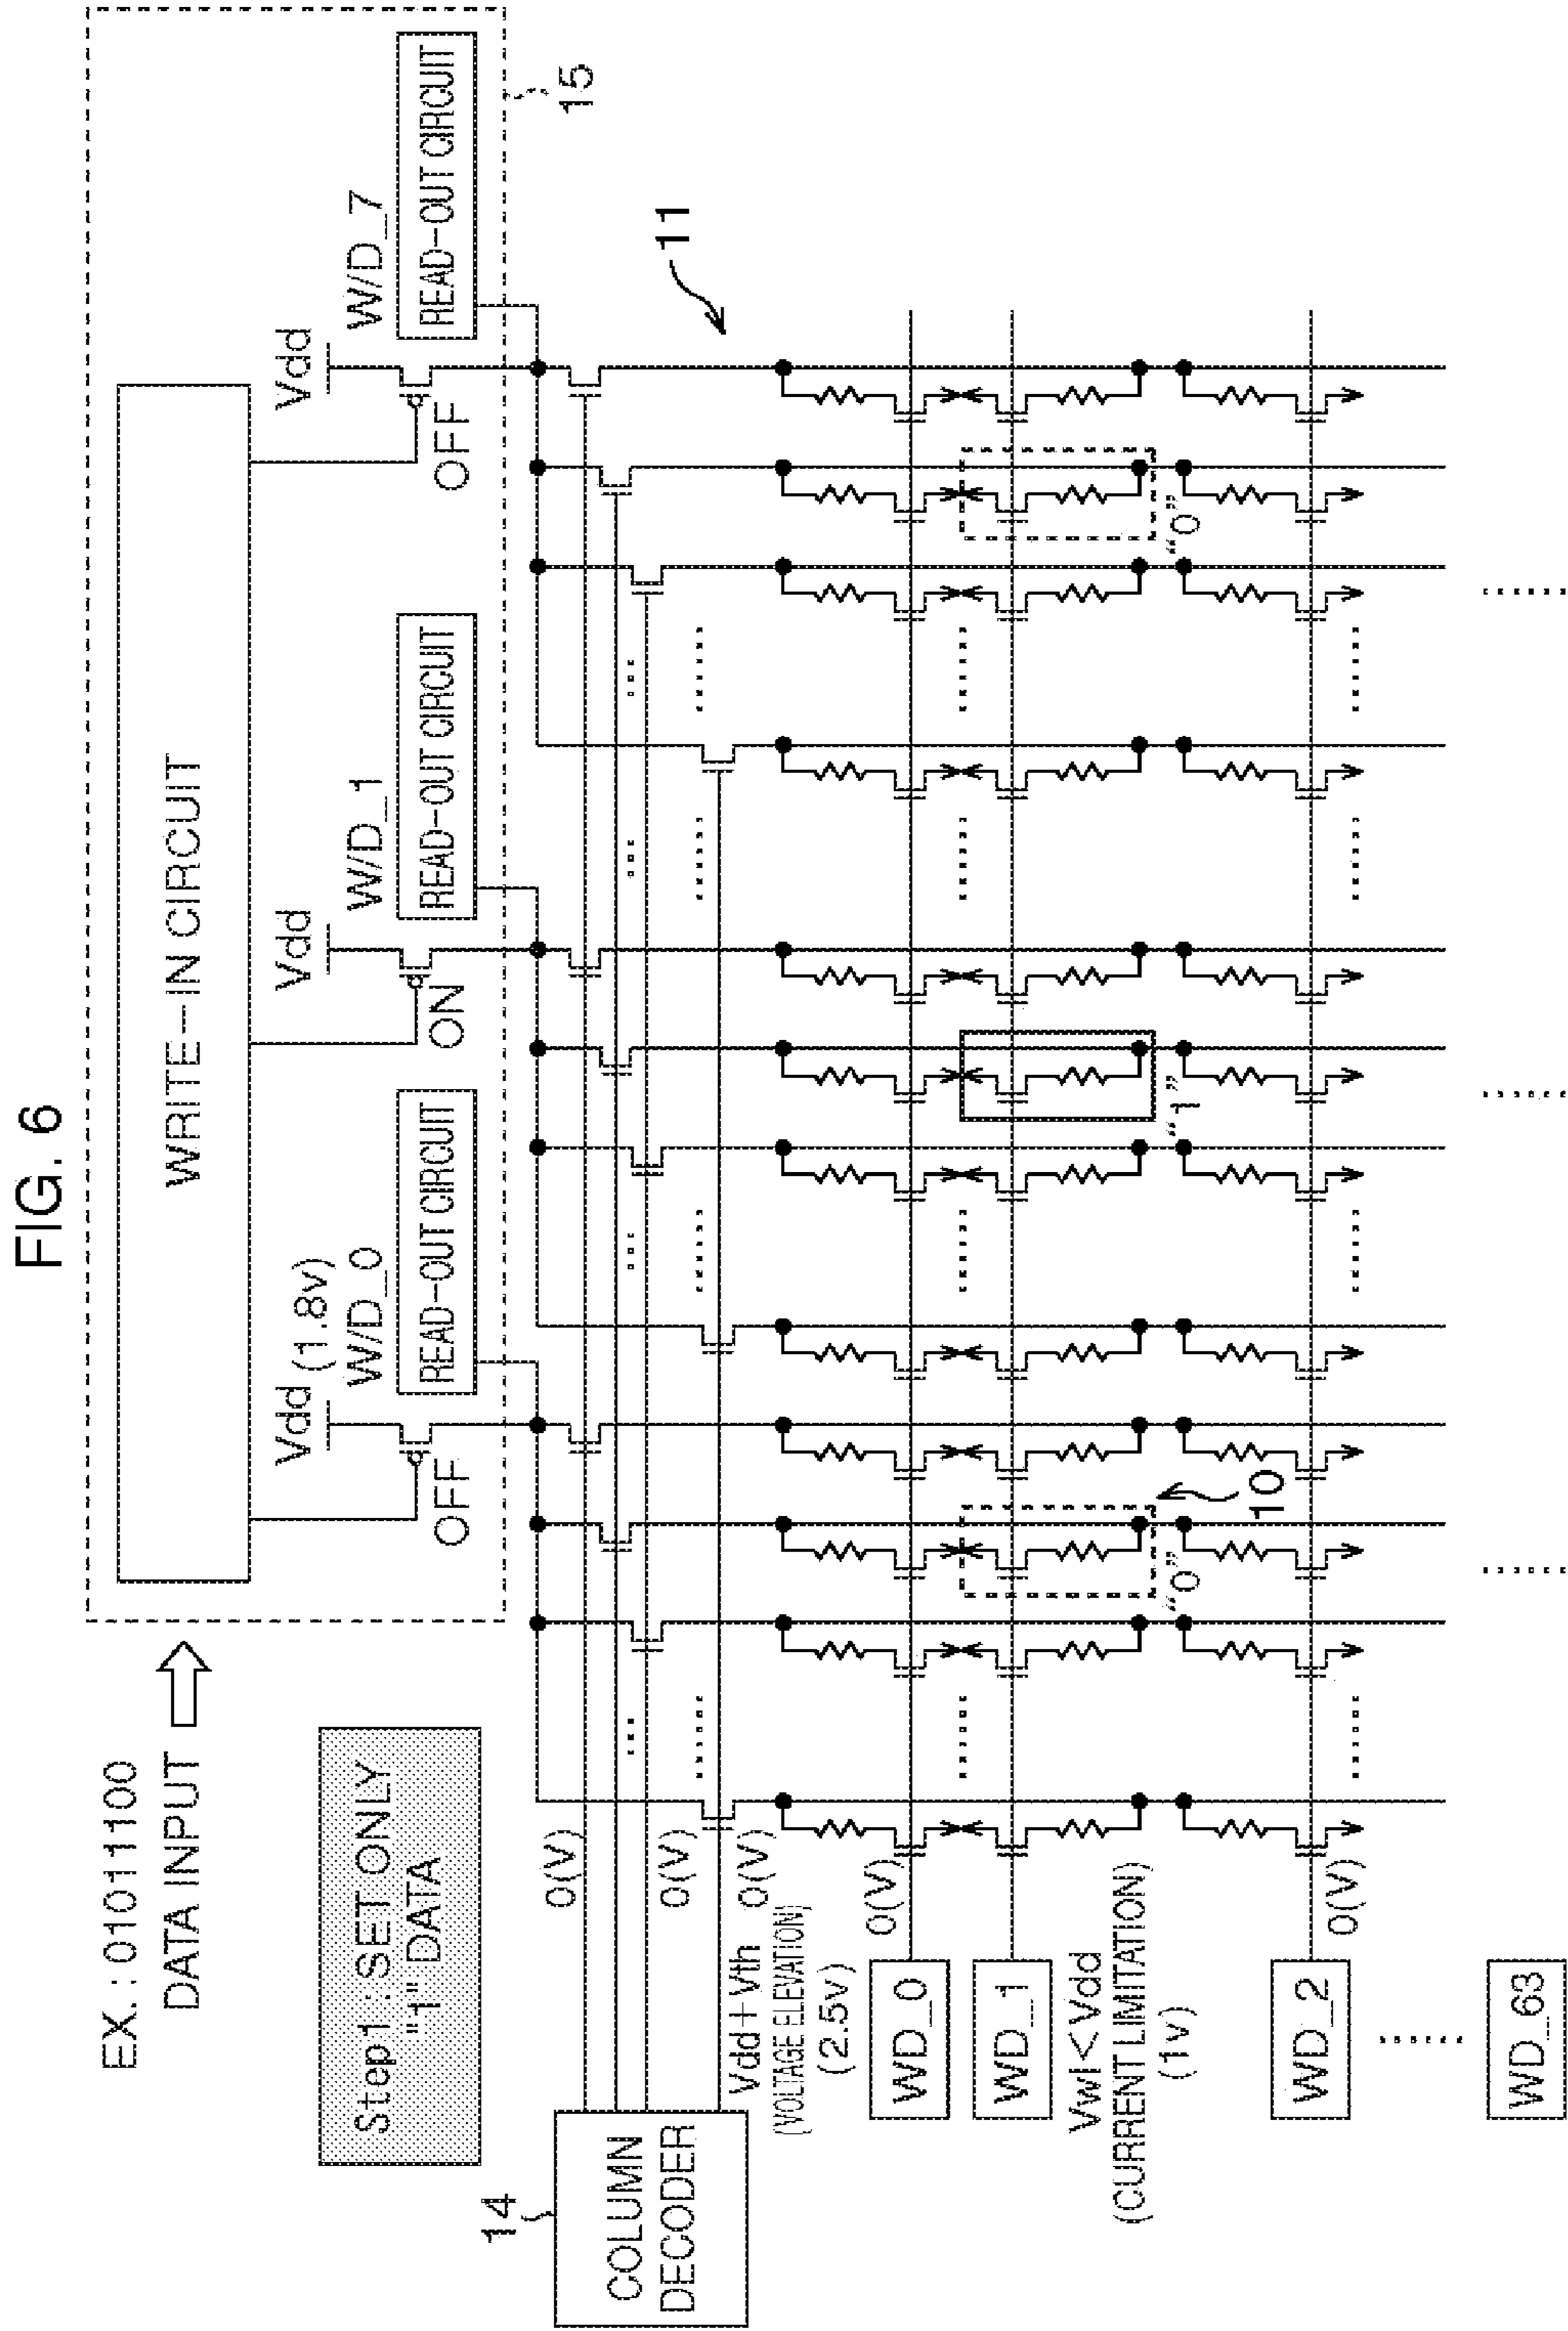 FIG. 6
EX. : 01011100
DATA INPUT
WRITE-IN CIRCUIT
Step1 : SET ONLY
"1" DATA
Vdd (1.8v)
W/D_0
OFF
READ-OUT CIRCUIT
Vdd
W/D_1
ON
READ-OUT CIRCUIT
Vdd
W/D_7
OFF
READ-OUT CIRCUIT
15
14
COLUMN
DECODER
0(V)
0(V)
0(V)
Vdd+Vth
(VOLTAGE ELEVATION)
(2.5v)
11
WD_0
0(V)
WD_1
Vwl<Vdd
(CURRENT LIMITATION)
(1v)
"0"
10
"1"
"0"
WD_2
0(V)
WD_63